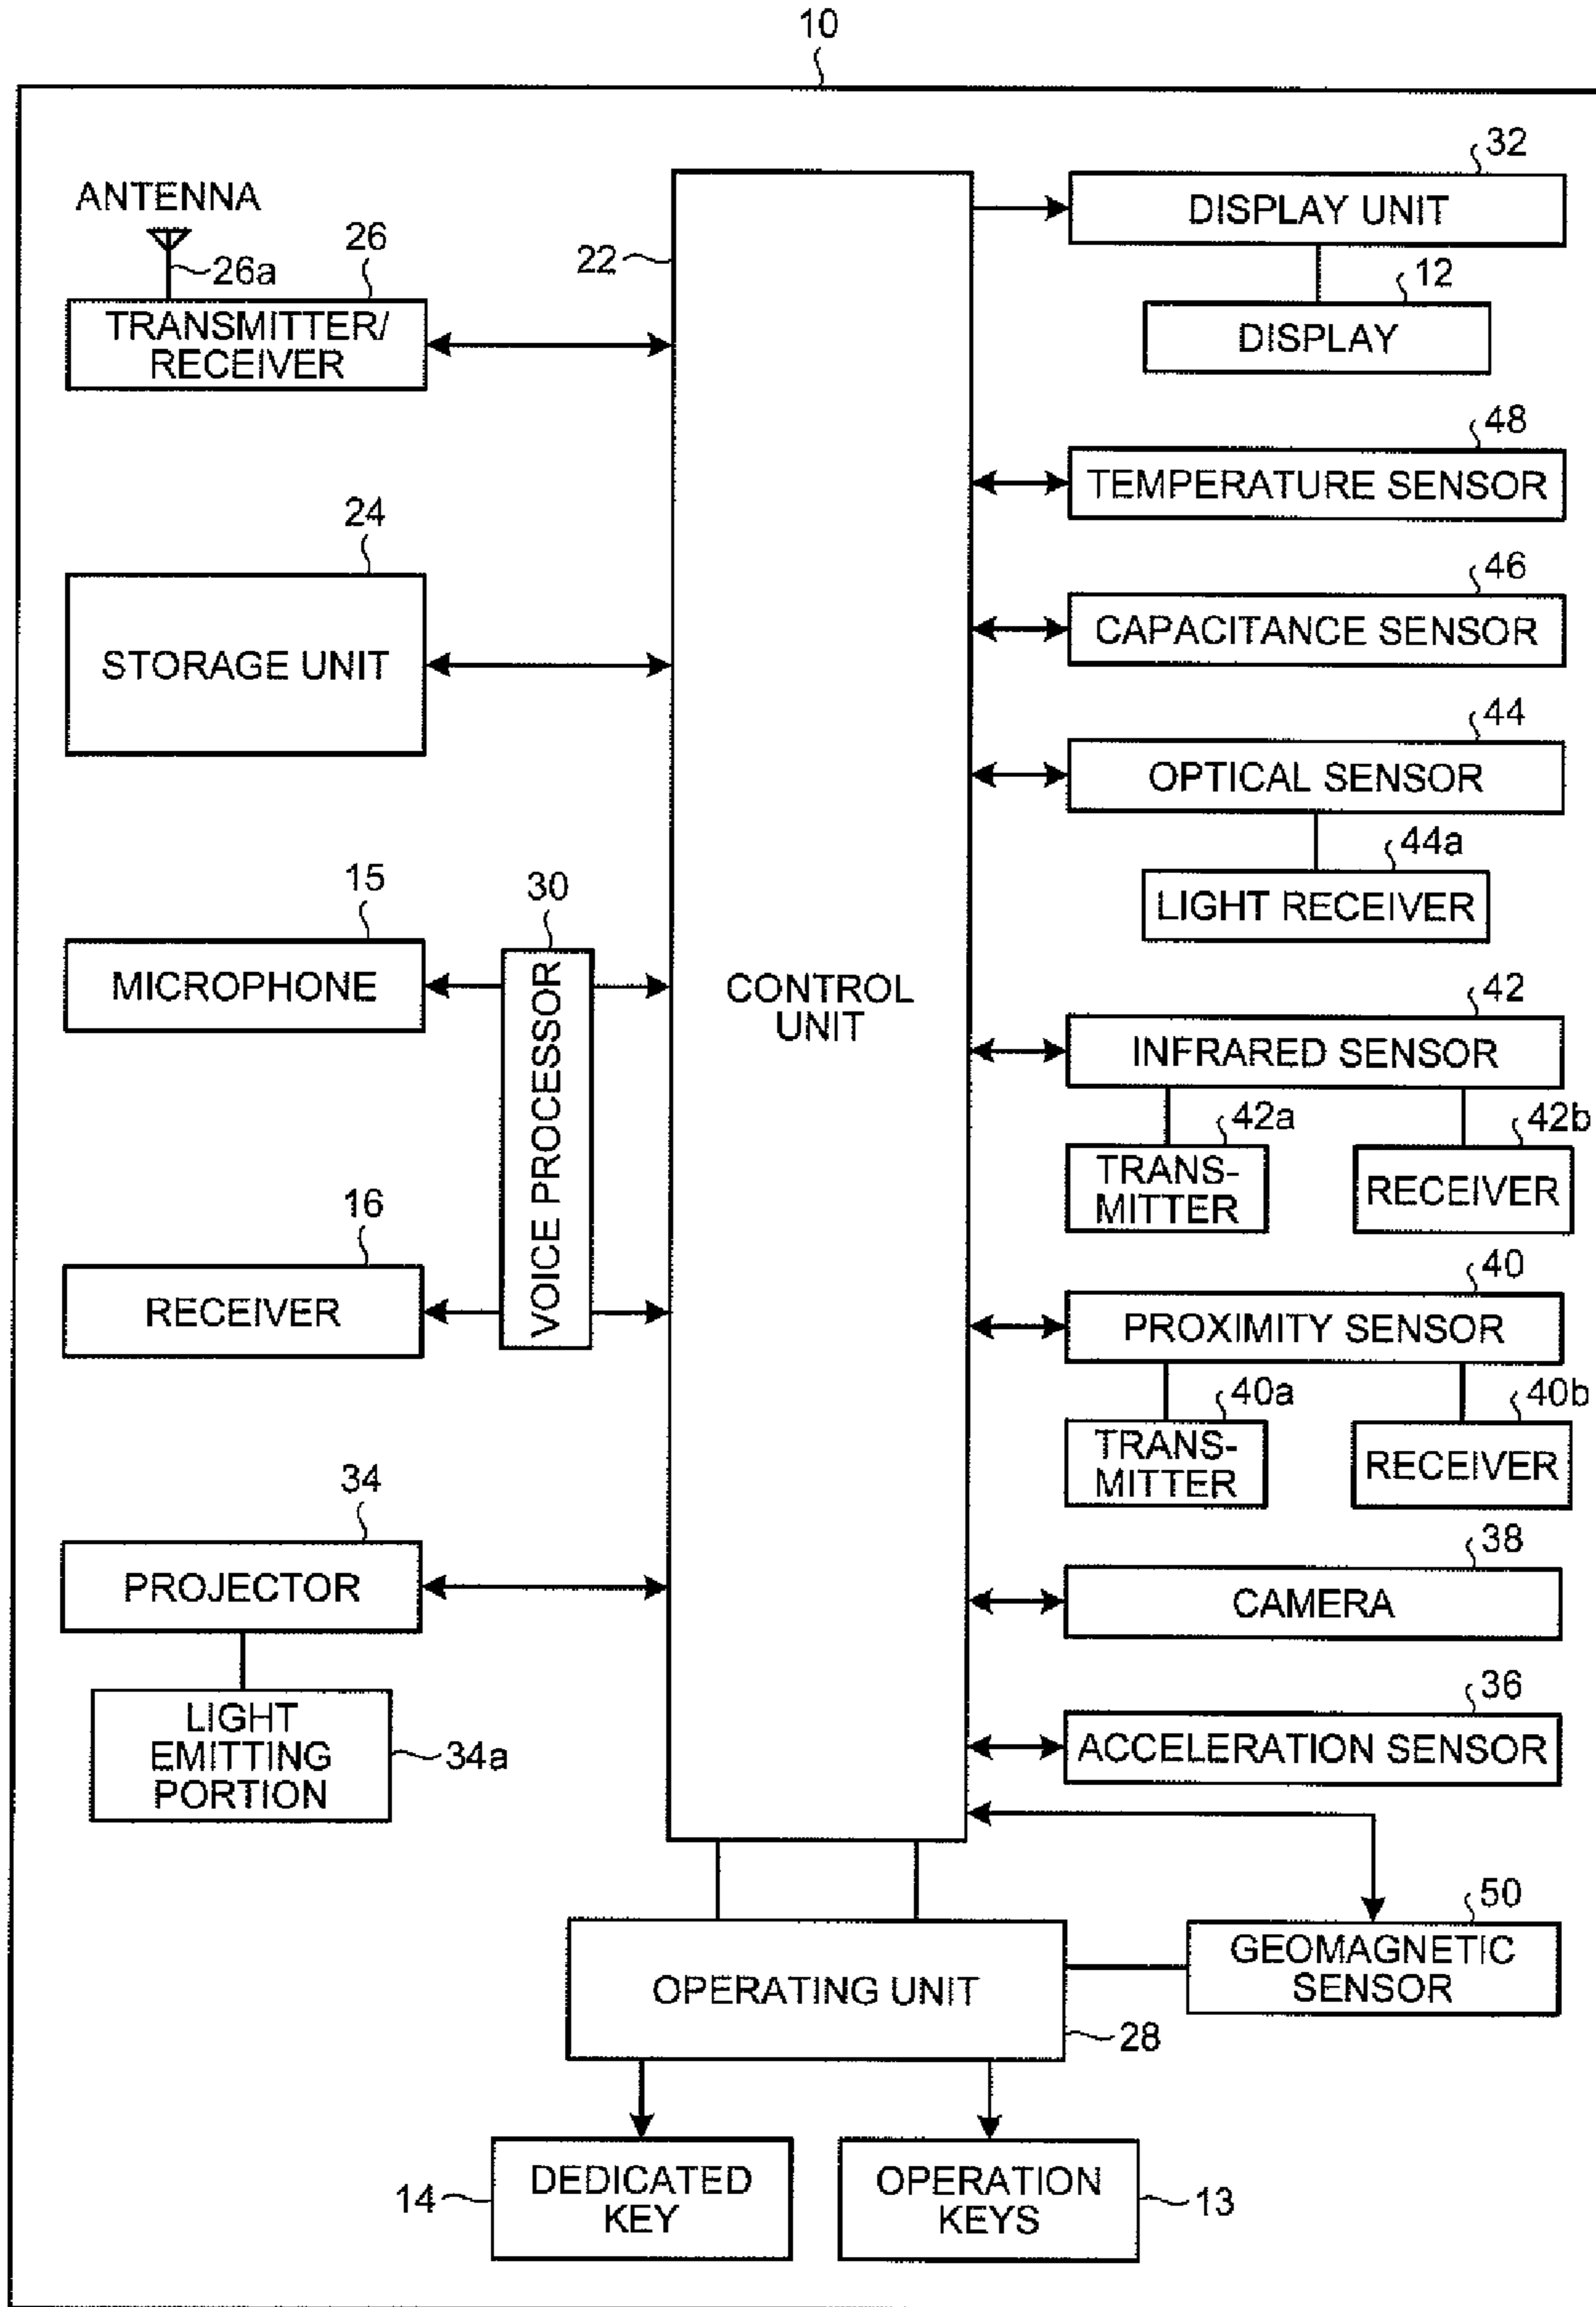 10
ANTENNA
26a
26
TRANSMITTER/
RECEIVER
24
STORAGE UNIT
15
MICROPHONE
30
VOICE PROCESSOR
16
RECEIVER
34
PROJECTOR
LIGHT
EMITTING
PORTION
34a
22
CONTROL
UNIT
32
DISPLAY UNIT
12
DISPLAY
48
TEMPERATURE SENSOR
46
CAPACITANCE SENSOR
44
OPTICAL SENSOR
44a
LIGHT RECEIVER
42
INFRARED SENSOR
42a
TRANS-
MITTER
42b
RECEIVER
40
PROXIMITY SENSOR
40a
TRANS-
MITTER
40b
RECEIVER
38
CAMERA
36
ACCELERATION SENSOR
50
GEOMAGNETIC
SENSOR
OPERATING UNIT
28
14
DEDICATED
KEY
OPERATION
KEYS
13